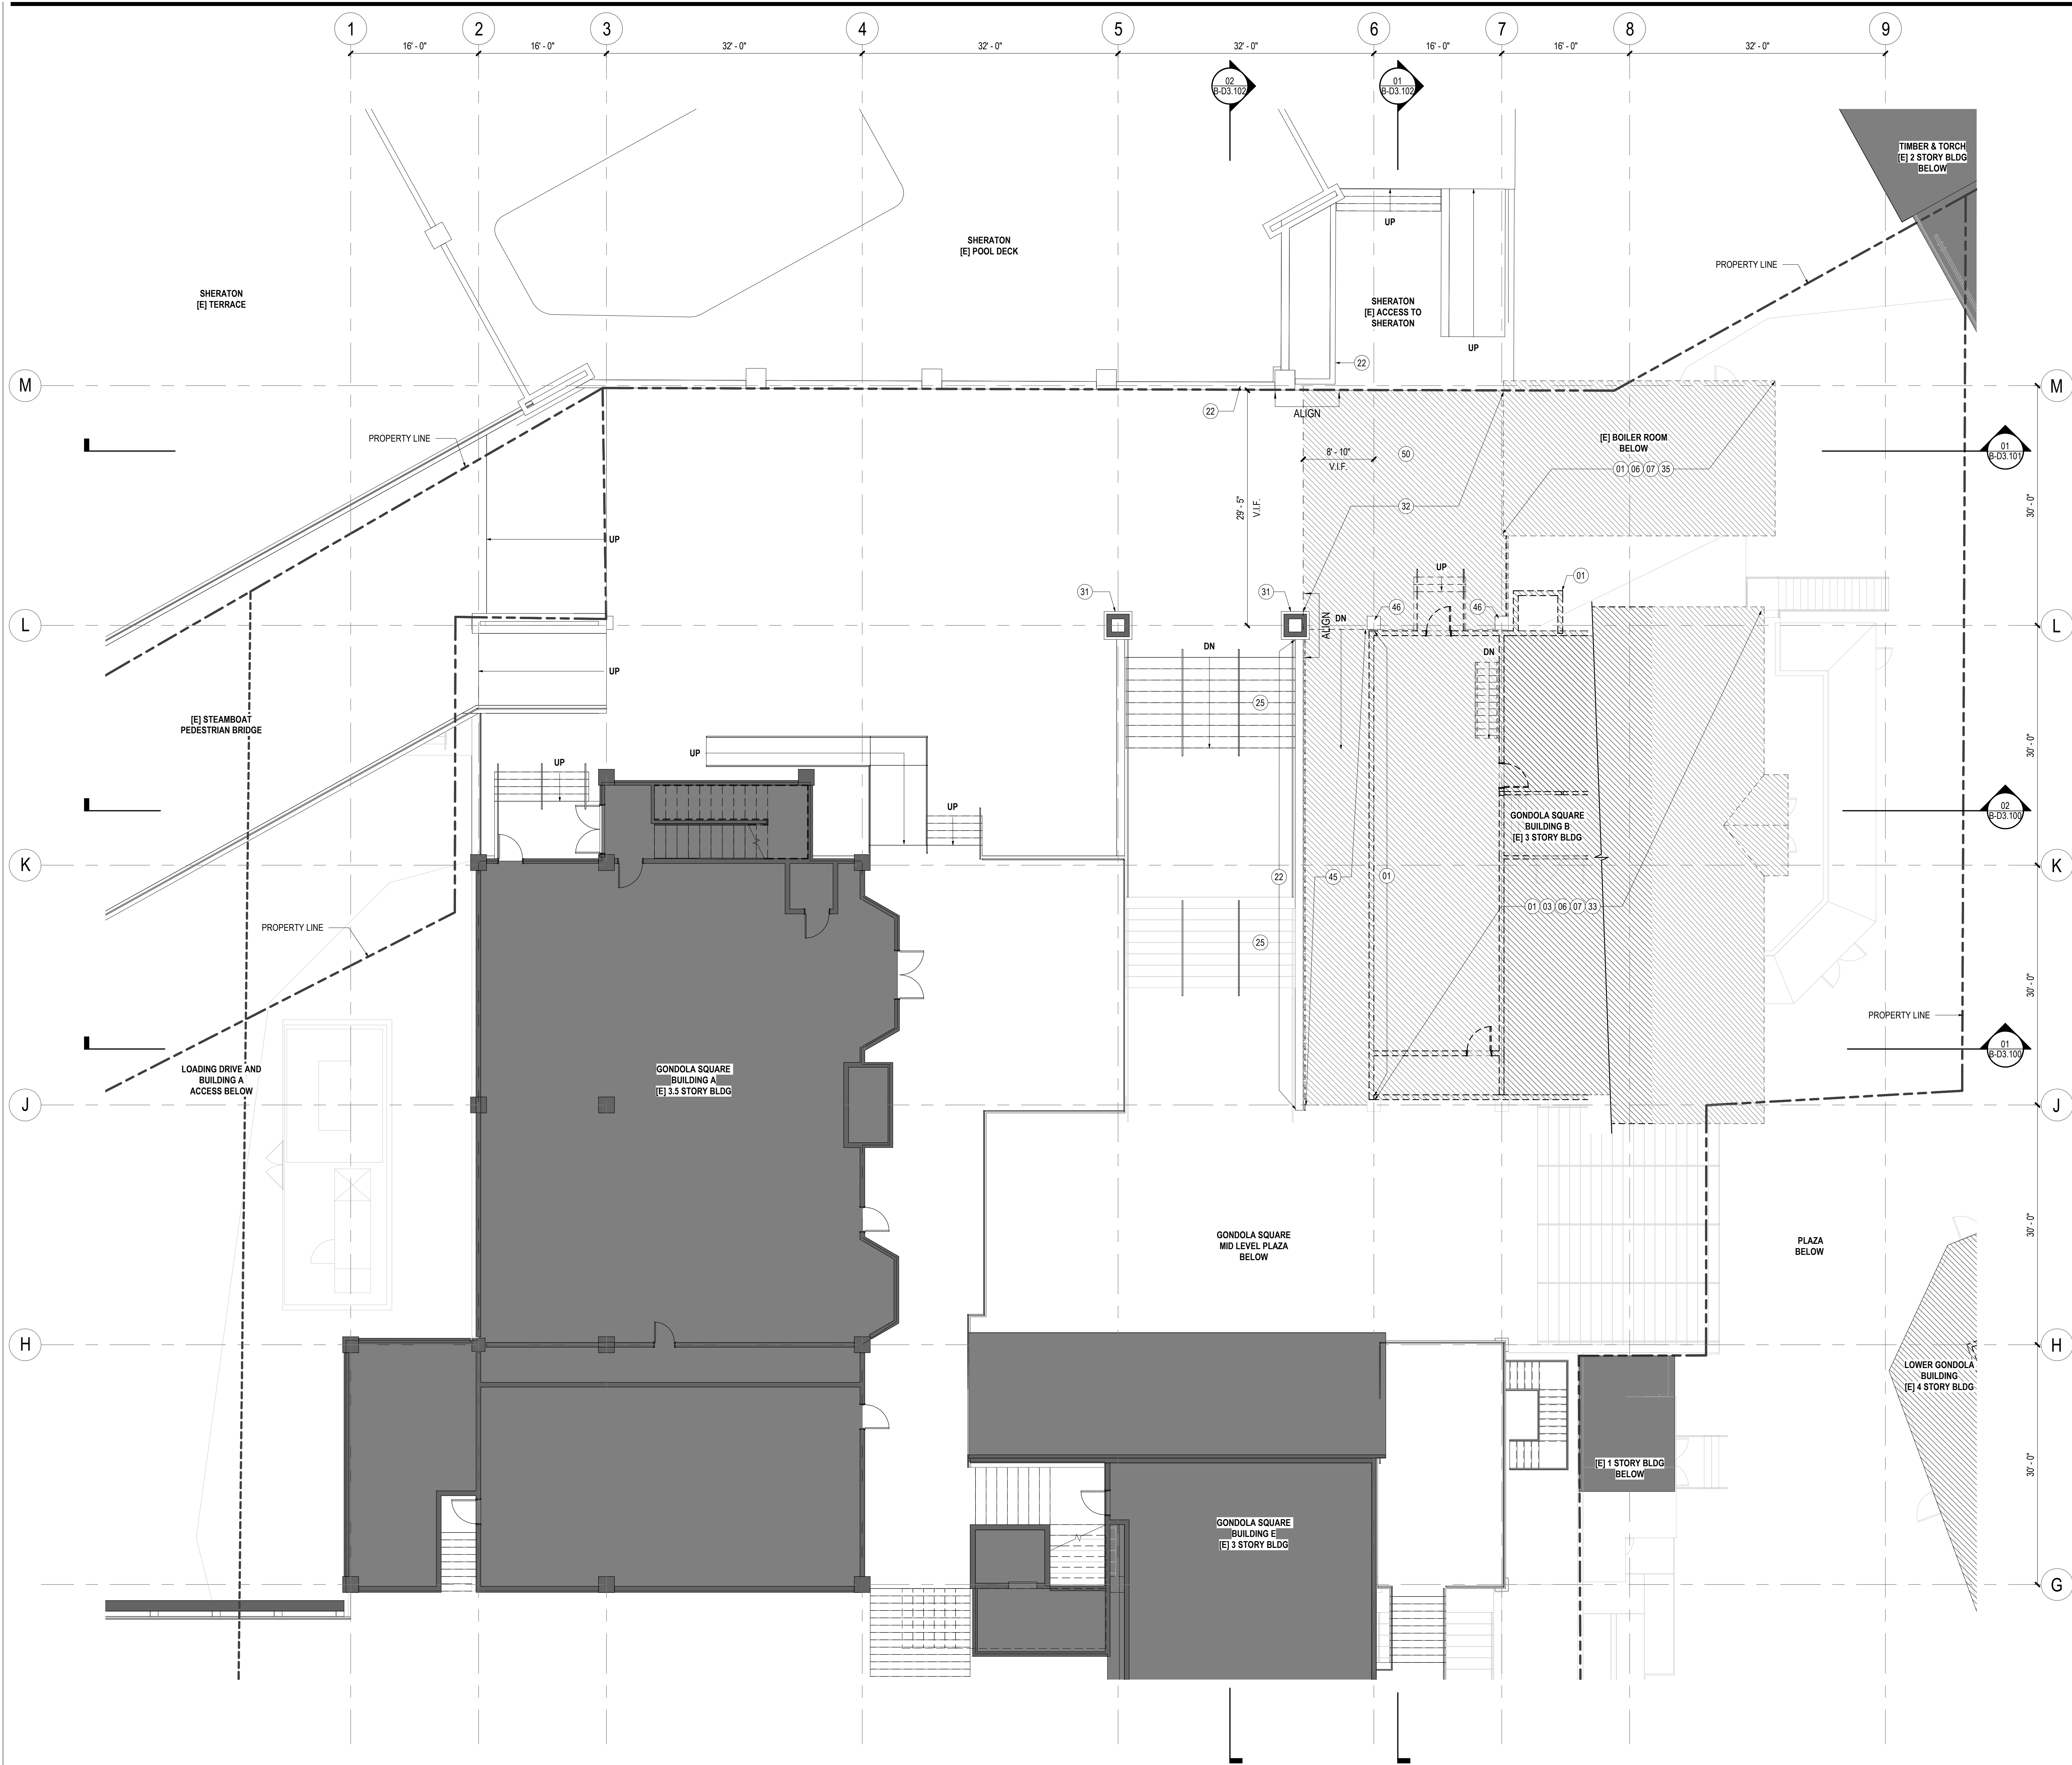 1
2
3
4
5
6
7
8
9
16' - 0"
16' - 0"
32' - 0"
32' - 0"
32' - 0"
16' - 0"
16' - 0"
32' - 0"
02
B-D3.102
01
B-D3.102
TIMBER & TORCH
[E] 2 STORY BLDG
BELOW
SHERATON
[E] POOL DECK
SHERATON
[E] TERRACE
UP
SHERATON
[E] ACCESS TO
SHERATON
UP
PROPERTY LINE
22
M
M
22
ALIGN
PROPERTY LINE
[E] BOILER ROOM
BELOW
01
B-D3.101
8' - 10"
V.I.F.
50
01 06 07 35
29' - 5"
V.I.F.
32
30' - 0"
UP
UP
01
31
31
46
46
L
L
ALIGN
DN
DN
DN
UP
25
[E] STEAMBOAT
PEDESTRIAN BRIDGE
30' - 0"
UP
UP
UP
02
B-D3.100
GONDOLA SQUARE
BUILDING B
[E] 3 STORY BLDG
K
K
22
45
01
01 03 06 07 33
PROPERTY LINE
25
30' - 0"
PROPERTY LINE
01
B-D3.100
LOADING DRIVE AND
BUILDING A
ACCESS BELOW
GONDOLA SQUARE
BUILDING A
[E] 3.5 STORY BLDG
J
J
GONDOLA SQUARE
MID LEVEL PLAZA
BELOW
PLAZA
BELOW
30' - 0"
H
H
LOWER GONDOLA
BUILDING
[E] 4 STORY BLDG
[E] 1 STORY BLDG
BELOW
30' - 0"
GONDOLA SQUARE
BUILDING E
[E] 3 STORY BLDG
G